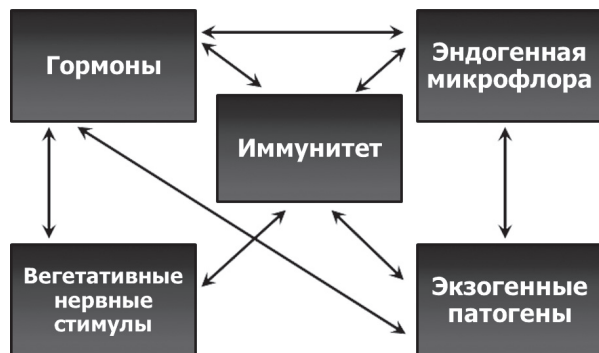 Гормоны
Эндогенная
микрофлора
Иммунитет
Вегетативные
нервные
стимулы
Экзогенные
патогены